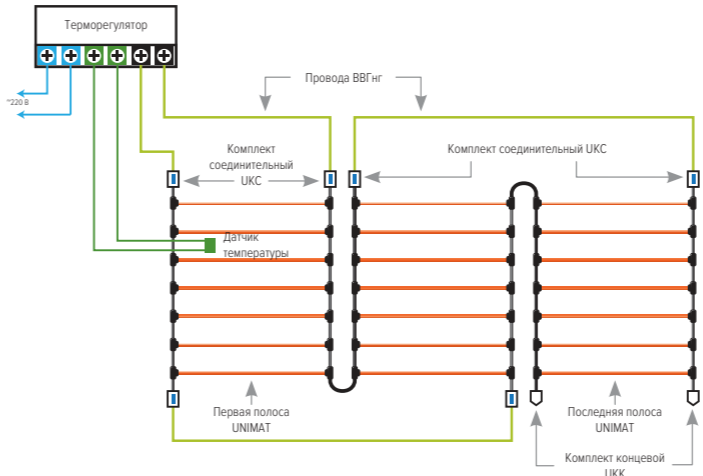 Терморегулятор
~220 В
Провода ВВГнг
Комплект
соединительный
UKC
Комплект соединительный UKC
Датчик
температуры
Первая полоса
UNIMAT
Последняя полоса
UNIMAT
Комплект концевой
UKK